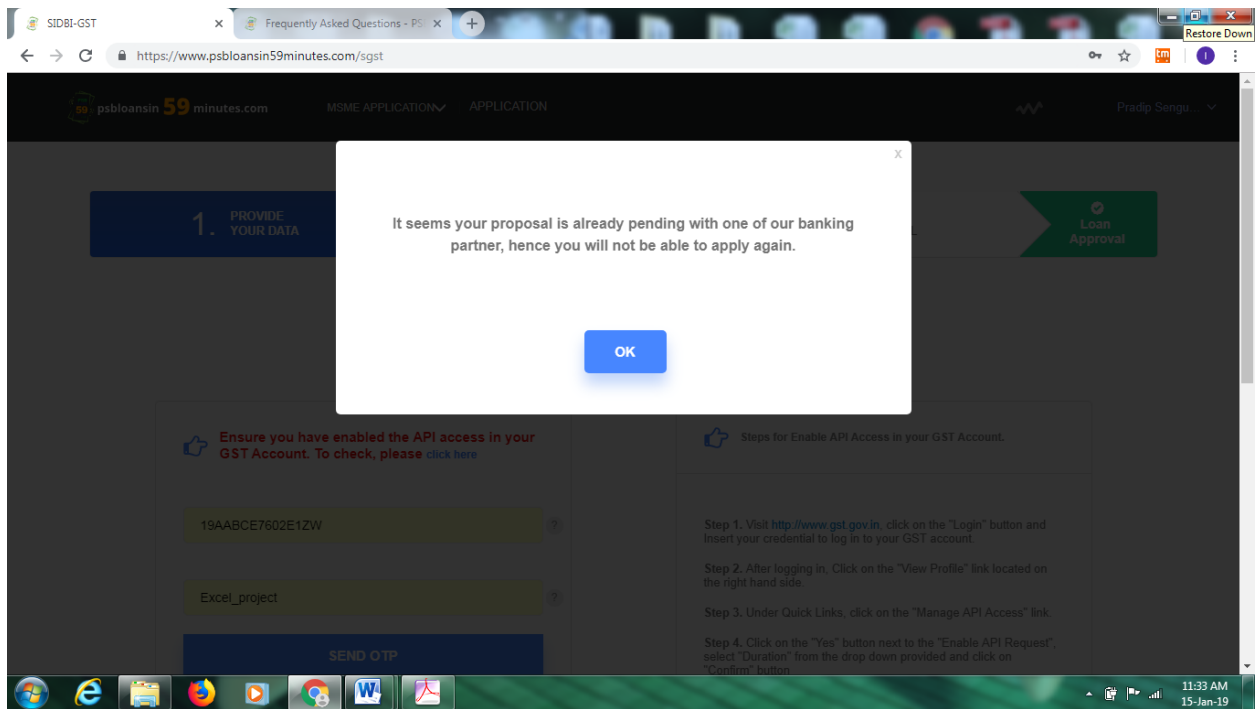 SIDBI-GST
Frequently Asked Questions - PS
Restore Down
https://www.psbloansin59minutes.com/sgst
psbloansin 59 minutes.com
MSME APPLICATION
APPLICATION
Pradip Sengu...
X
It seems your proposal is already pending with one of our banking
partner, hence you will not be able to apply again.
OK
1. PROVIDE
YOUR DATA
Loan
Approval
Ensure you have enabled the API access in your
GST Account. To check, please click here
19AABCE7602E1ZW
?
Excel_project
?
SEND OTP
Steps for Enable API Access in your GST Account.
Step 1. Visit http://www.gst.gov.in, click on the "Login" button and
Insert your credential to log in to your GST account.
Step 2. After logging in, Click on the "View Profile" link located on
the right hand side.
Step 3. Under Quick Links, click on the "Manage API Access" link.
Step 4. Click on the "Yes" button next to the "Enable API Request",
select "Duration" from the drop down provided and click on
"Confirm" button
11:33 AM
15-Jan-19